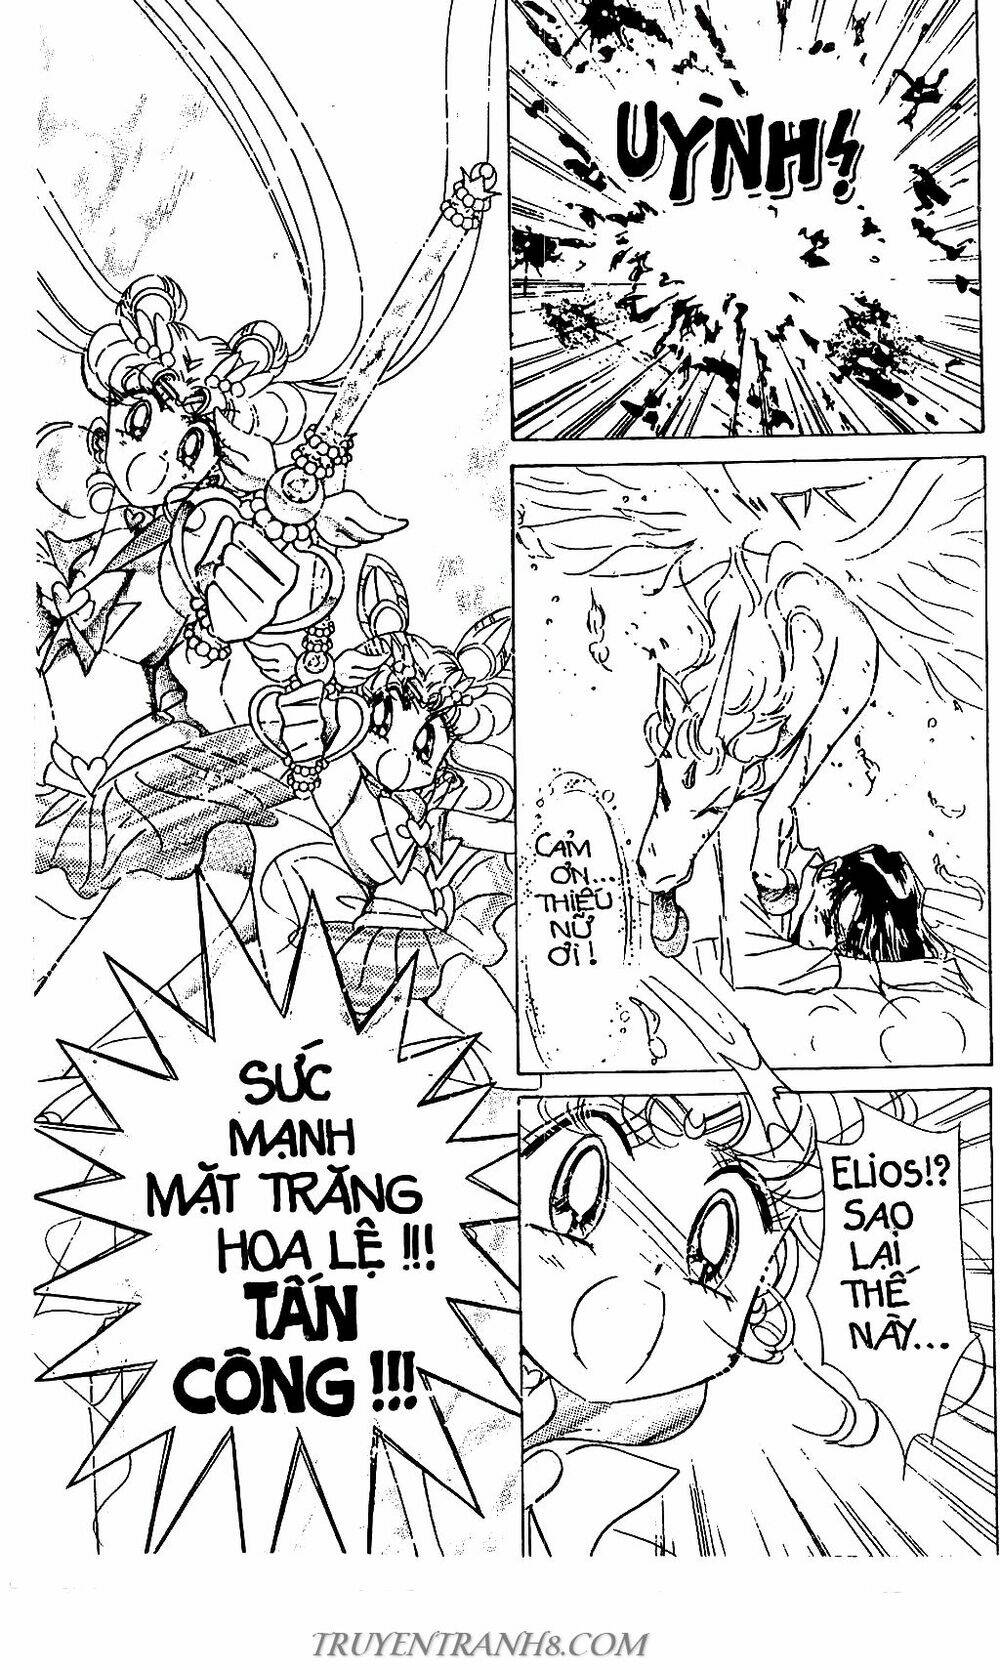 UỲNH!
CẢM
ƠN...
THIẾU
NỮ
ƠI!
ELIOS!?
SAO
LẠI
THẾ
NÀY...
SỨC
MẠNH
MẶT TRĂNG
HOA LỆ!!!
TẤN
CÔNG!!!
TRUYENTRANH8.COM